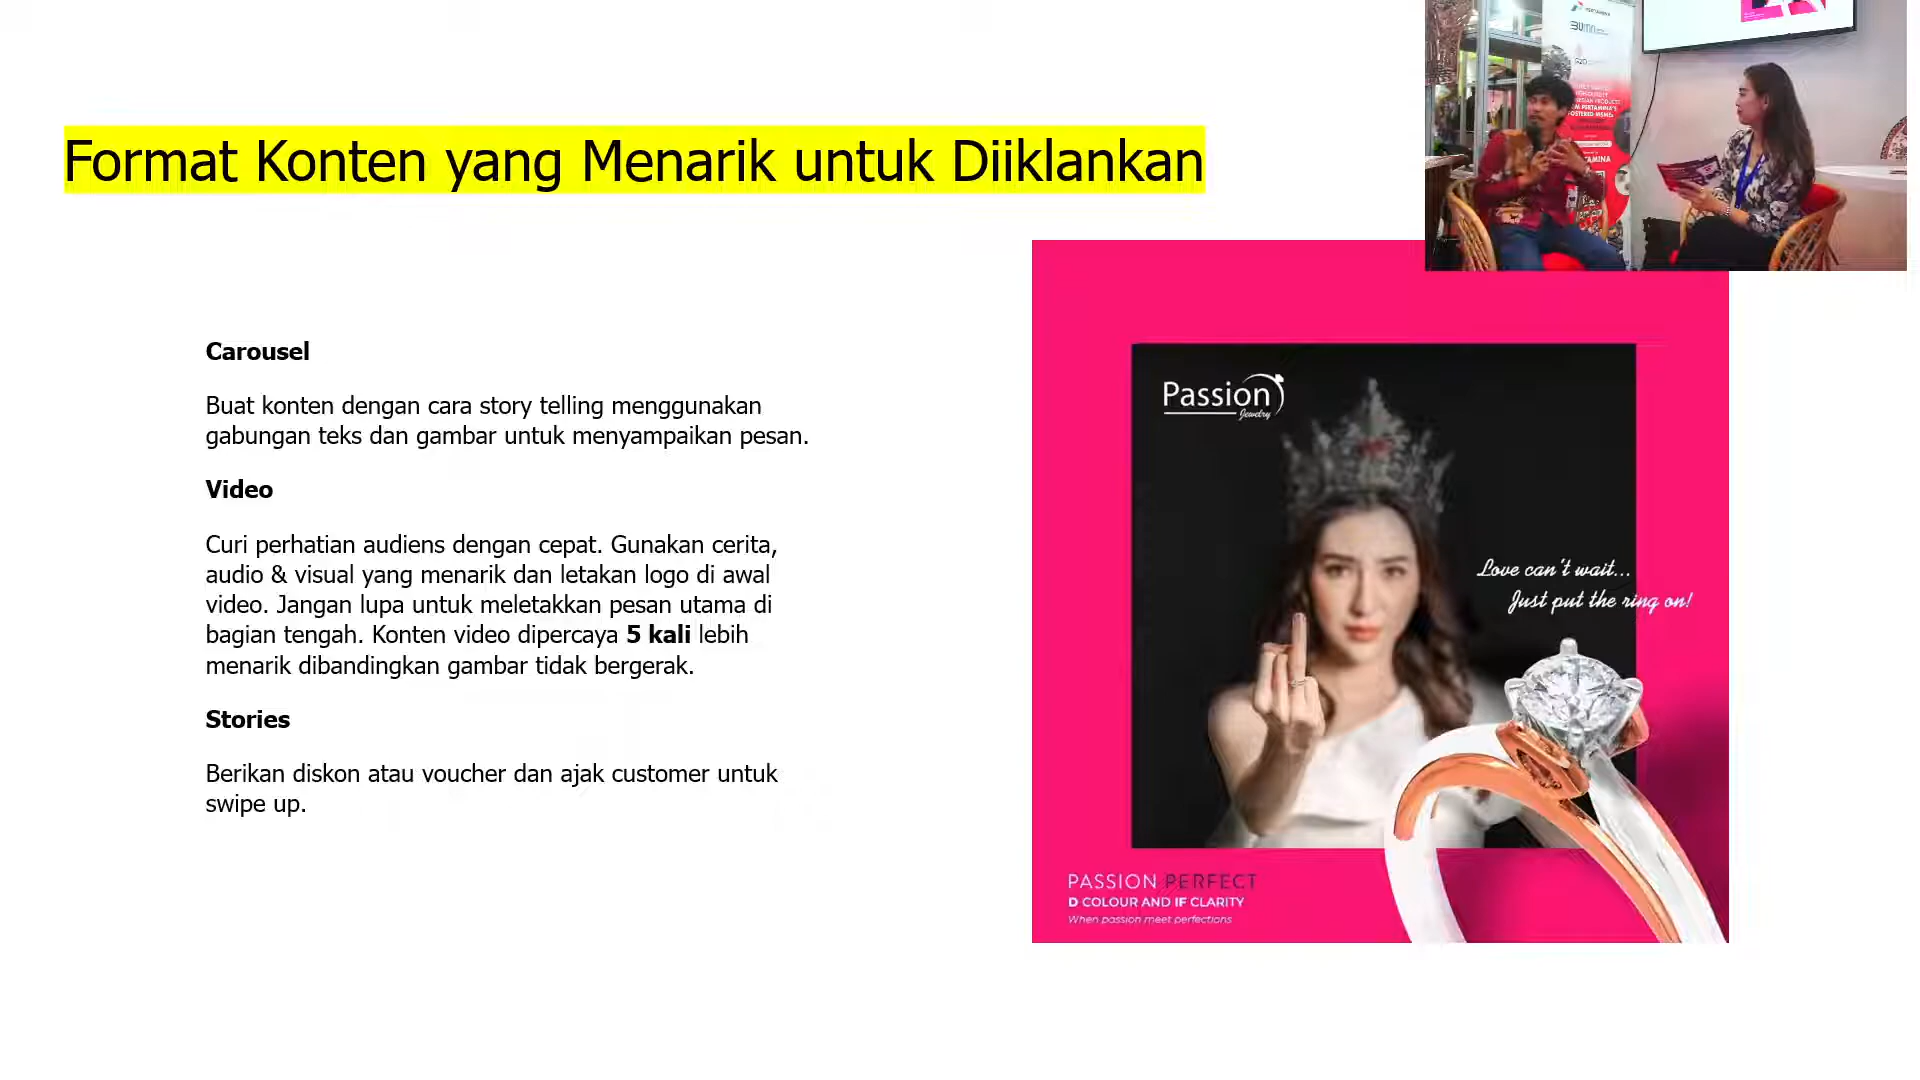 Format Konten yang Menarik untuk Diiklankan
Carousel
Buat konten dengan cara story telling menggunakan
gabungan teks dan gambar untuk menyampaikan pesan.
Video
Curi perhatian audiens dengan cepat. Gunakan cerita,
audio & visual yang menarik dan letakan logo di awal
video. Jangan lupa untuk meletakkan pesan utama di
bagian tengah. Konten video dipercaya 5 kali lebih
menarik dibandingkan gambar tidak bergerak.
Stories
Berikan diskon atau voucher dan ajak customer untuk
swipe up.
Passion
Jewelry
Love can't wait...
Just put the ring on!
PASSION PERFECT
D COLOUR AND IF CLARITY
When passion meet perfections
PERTAMINA